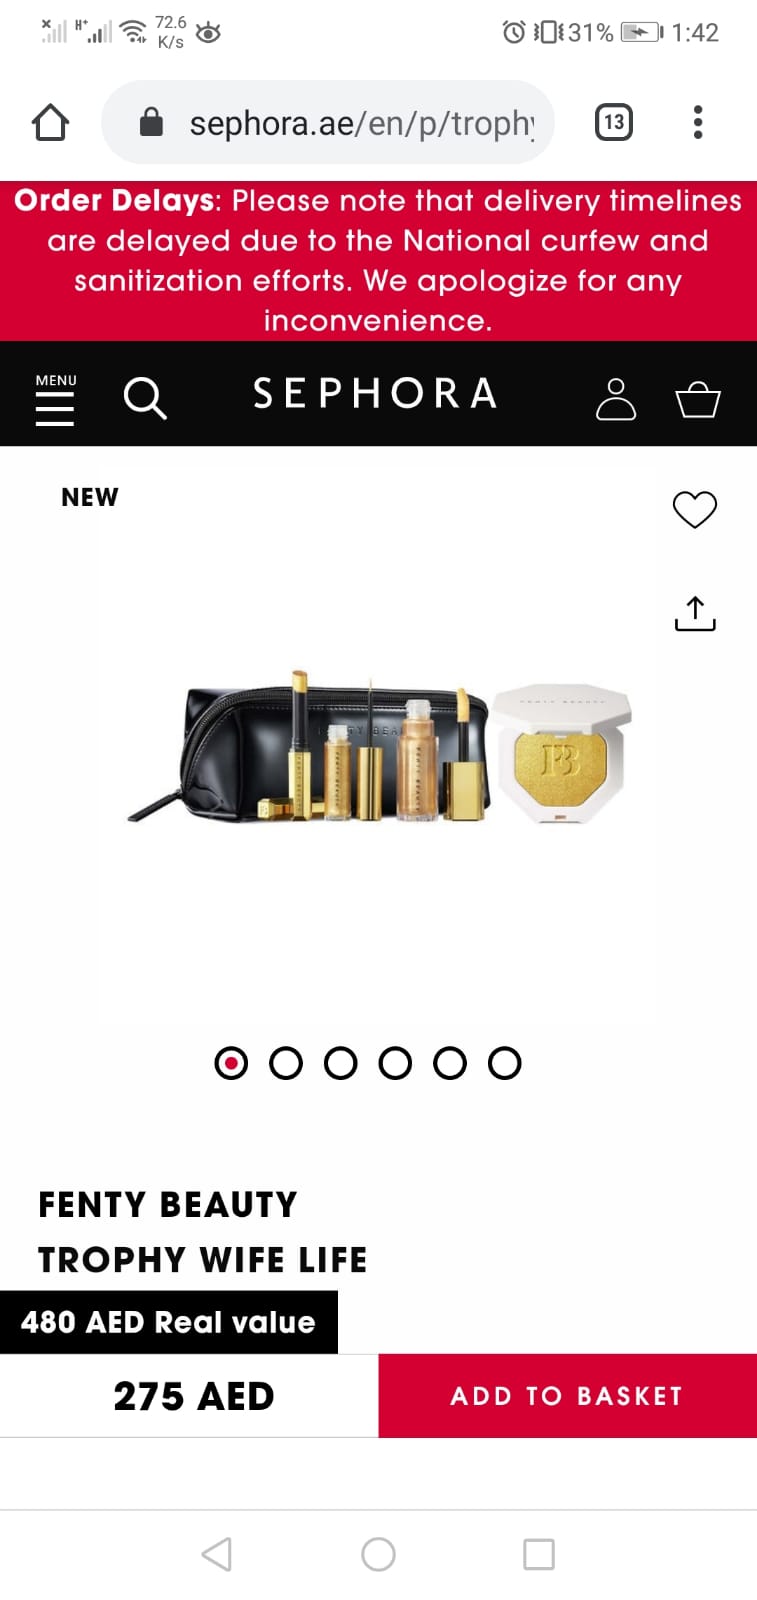 72.6
K/s
H+
31%
1:42
sephora.ae/en/p/trophy
13
Order Delays: Please note that delivery timelines
are delayed due to the National curfew and
sanitization efforts. We apologize for any
inconvenience.
MENU
SEPHORA
NEW
FB
FENTY BEAUTY
TROPHY WIFE LIFE
480 AED Real value
275 AED
ADD TO BASKET